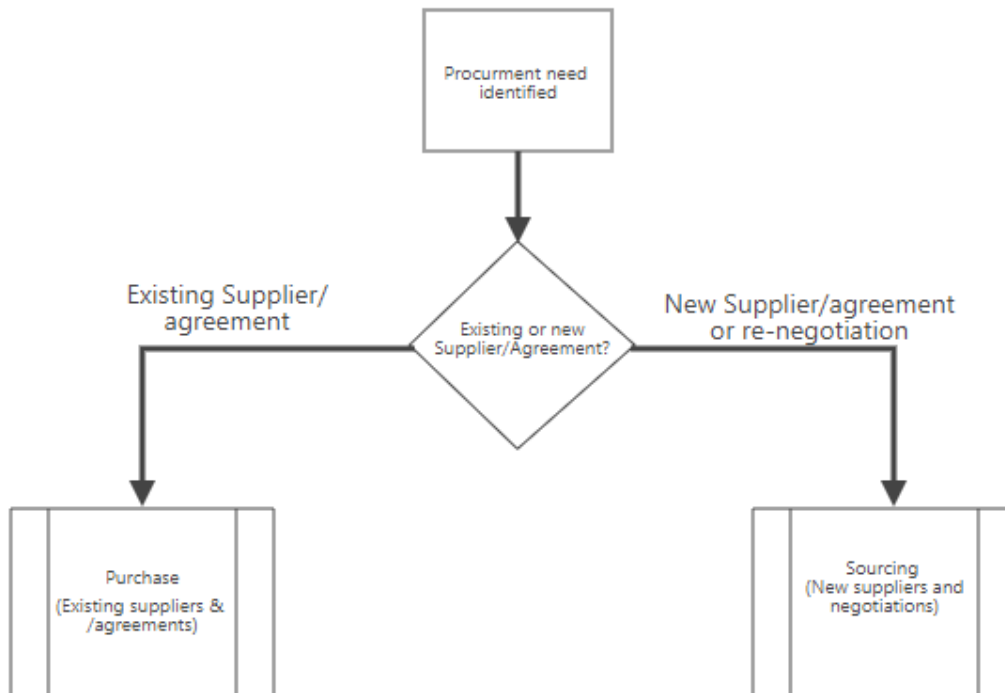 Procurment need
identified
Existing Supplier/
agreement
Existing or new
Supplier/Agreement?
New Supplier/agreement
or re-negotiation
Purchase
(Existing suppliers &
/agreements)
Sourcing
(New suppliers and
negotiations)